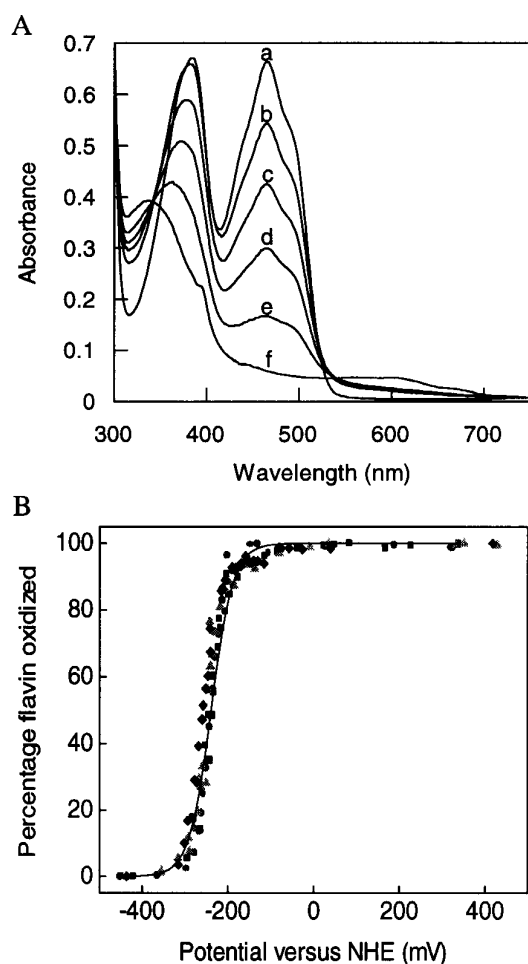 A
0.7
0.6
0.5
0.4
0.3
0.2
0.1
0
Absorbance
a
b
c
d
e
f
300 400 500 600 700
Wavelength (nm)
B
100
80
60
40
20
0
Percentage flavin oxidized
-400 -200 0 200 400
Potential versus NHE (mV)